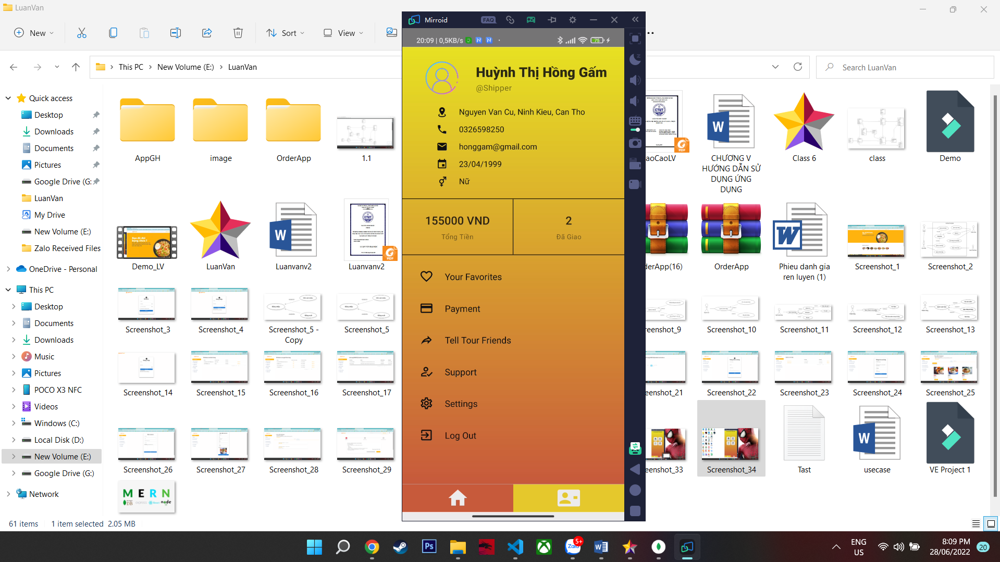 LuanVan
New
Sort
View
This PC
New Volume (E:)
LuanVan
Search LuanVan
Quick access
Desktop
Downloads
Documents
Pictures
Google Drive (G:
LuanVan
My Drive
New Volume (E:)
Zalo Received Files
OneDrive - Personal
This PC
Desktop
Documents
Downloads
Music
Pictures
POCO X3 NFC
Videos
Windows (C:)
Local Disk (D:)
New Volume (E:)
Google Drive (G:)
Network
AppGH
image
OrderApp
1.1
aoCaoLV
CHƯƠNG V
HƯỚNG DẪN SỬ
DỤNG ỨNG
DỤNG
Class 6
class
Demo
Demo_LV
LuanVan
Luanvanv2
Luanvanv2
derApp(16)
OrderApp
Phieu danh gia
ren luyen (1)
Screenshot_1
Screenshot_2
Screenshot_3
Screenshot_4
Screenshot_5 -
Copy
Screenshot_5
reenshot_9
Screenshot_10
Screenshot_11
Screenshot_12
Screenshot_13
Screenshot_14
Screenshot_15
Screenshot_16
Screenshot_17
eenshot_21
Screenshot_22
Screenshot_23
Screenshot_24
Screenshot_25
Screenshot_26
Screenshot_27
Screenshot_28
Screenshot_29
eenshot_33
Screenshot_34
Tast
usecase
VE Project 1
MERN
61 items
1 item selected 2.05 MB
Mirroid
FAQ
20:09 | 0,5KB/s
75
Huỳnh Thị Hồng Gấm
@Shipper
Nguyen Van Cu, Ninh Kieu, Can Tho
0326598250
honggam@gmail.com
23/04/1999
Nữ
155000 VND
Tổng Tiền
2
Đã Giao
Your Favorites
Payment
Tell Tour Friends
Support
Settings
Log Out
Ps
Zalo
5+
ENG
US
8:09 PM
28/06/2022
20